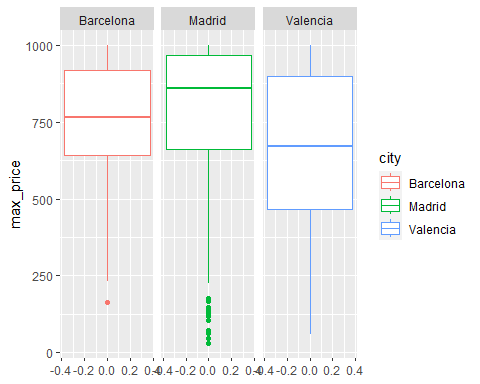 Barcelona Madrid Valencia
1000
750
500
250
0
max_price
-0.4 -0.2 0.0 0.2 0.4 -0.4 -0.2 0.0 0.2 0.4 -0.4 -0.2 0.0 0.2 0.4
city
Barcelona
Madrid
Valencia